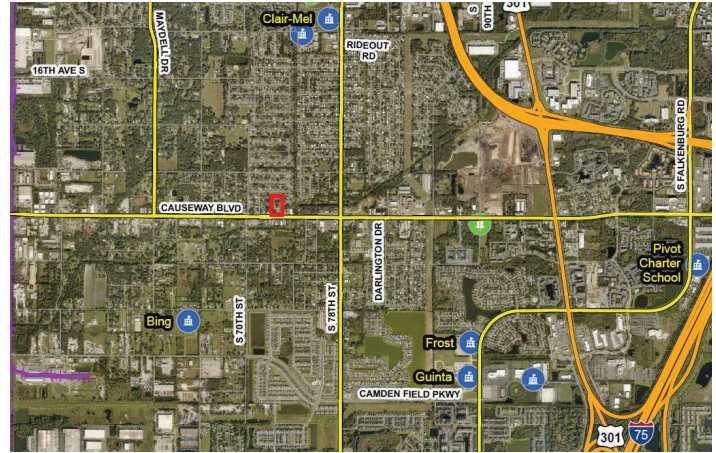 301
S
90TH ST
MAYDELL DR
Clair-Mel
RIDEOUT
RD
16TH AVE S
S FALKENBURG RD
CAUSEWAY BLVD
DARLINGTON DR
Pivot
Charter
School
S 70TH ST
S 78TH ST
Bing
Frost
Guinta
CAMDEN FIELD PKWY
301
75